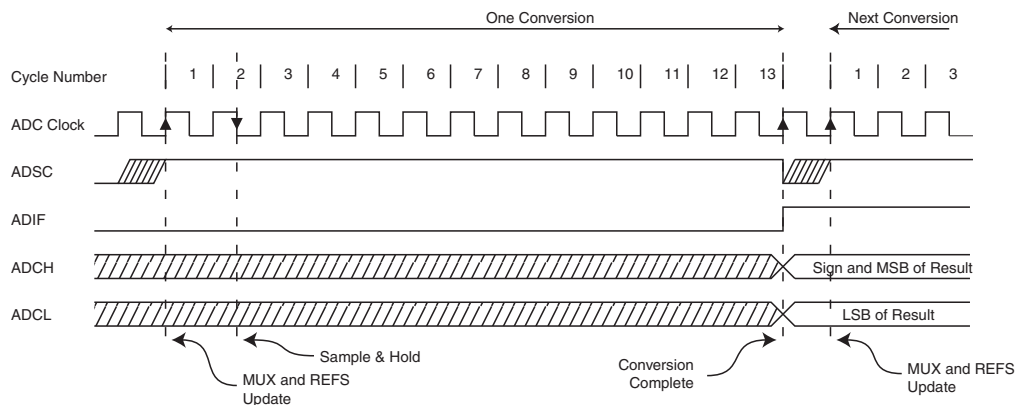 One Conversion
Next Conversion
Cycle Number 1 2 3 4 5 6 7 8 9 10 11 12 13 1 2 3
ADC Clock
ADSC
ADIF
ADCH Sign and MSB of Result
ADCL LSB of Result
MUX and REFS
Update
Sample & Hold
Conversion
Complete
MUX and REFS
Update